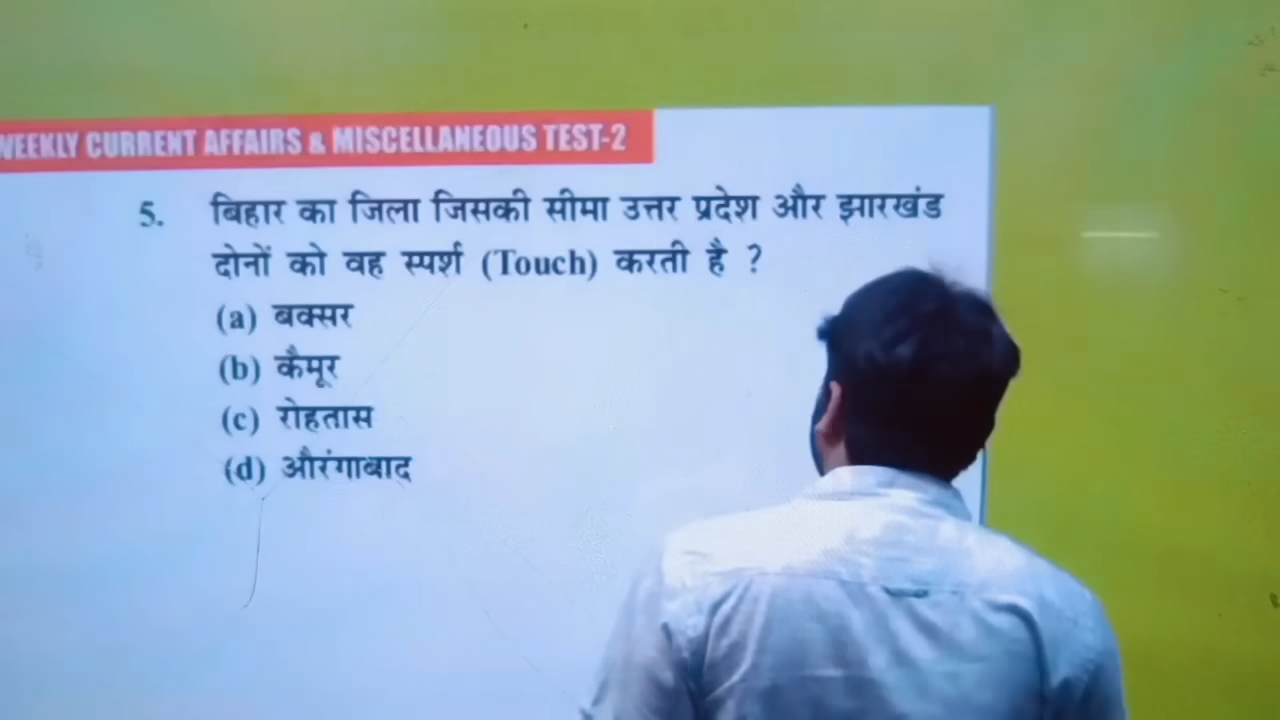 WEEKLY CURRENT AFFAIRS & MISCELLANEOUS TEST-2
5. बिहार का जिला जिसकी सीमा उत्तर प्रदेश और झारखंड
दोनों को वह स्पर्श (Touch) करती है ?
(a) बक्सर
(b) कैमूर
(c) रोहतास
(d) औरंगाबाद